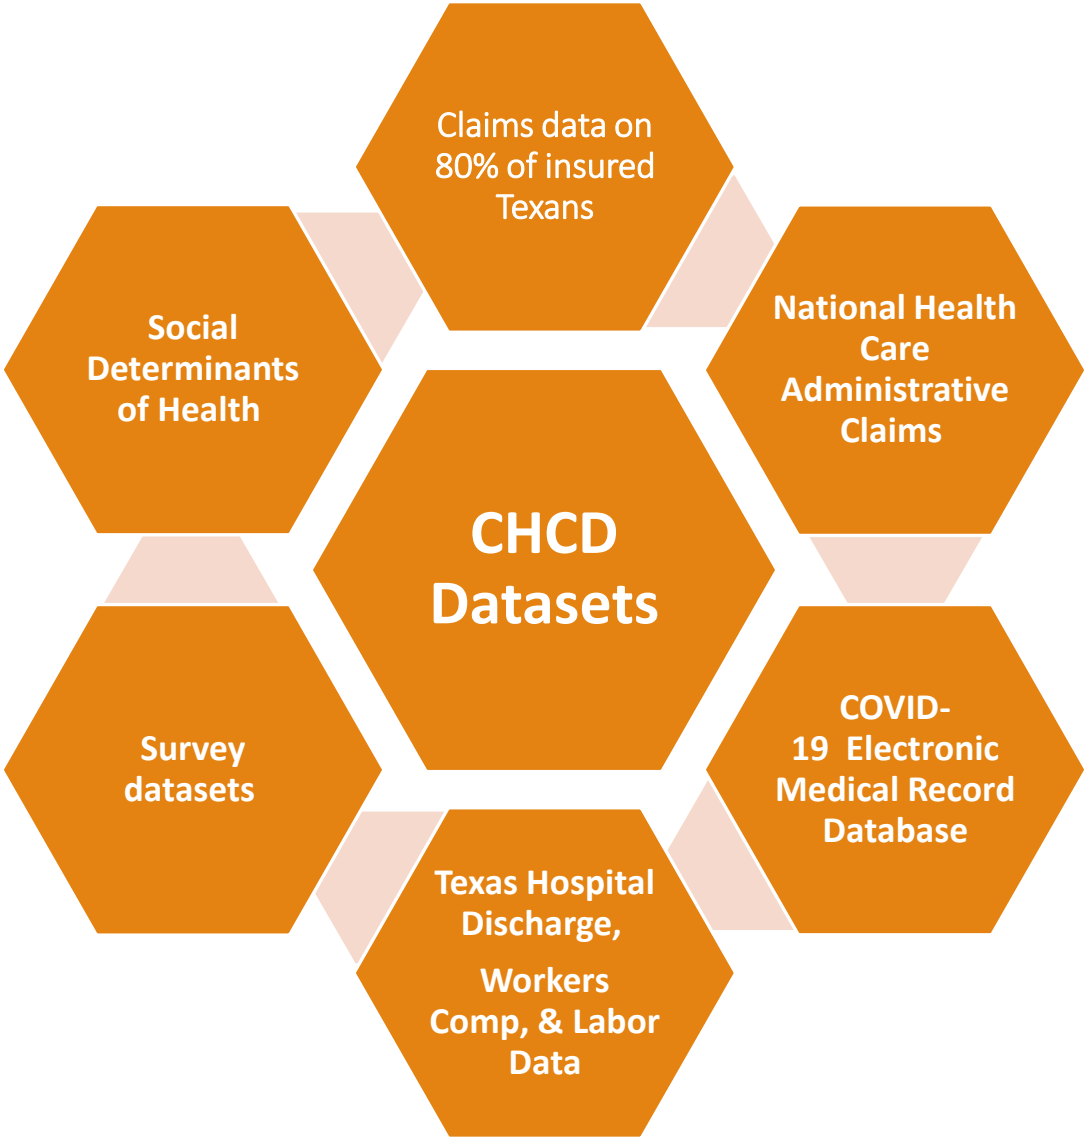 Claims data on
80% of insured
Texans
National Health
Care
Administrative
Claims
COVID-
19  Electronic
Medical Record
Database
Texas Hospital
Discharge,
Workers
Comp, & Labor
Data
Survey
datasets
Social
Determinants
of Health
CHCD
Datasets